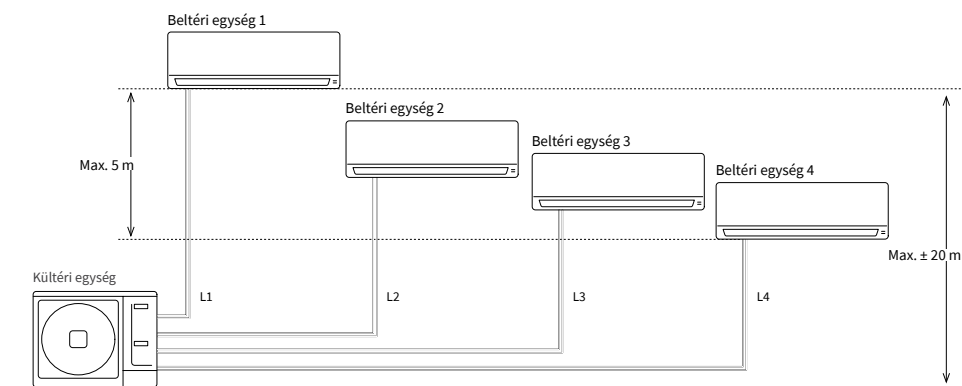 Beltéri egység 1
Beltéri egység 2
Beltéri egység 3
Beltéri egység 4
Max. 5 m
Max. ± 20 m
Kültéri egység
L1
L2
L3
L4